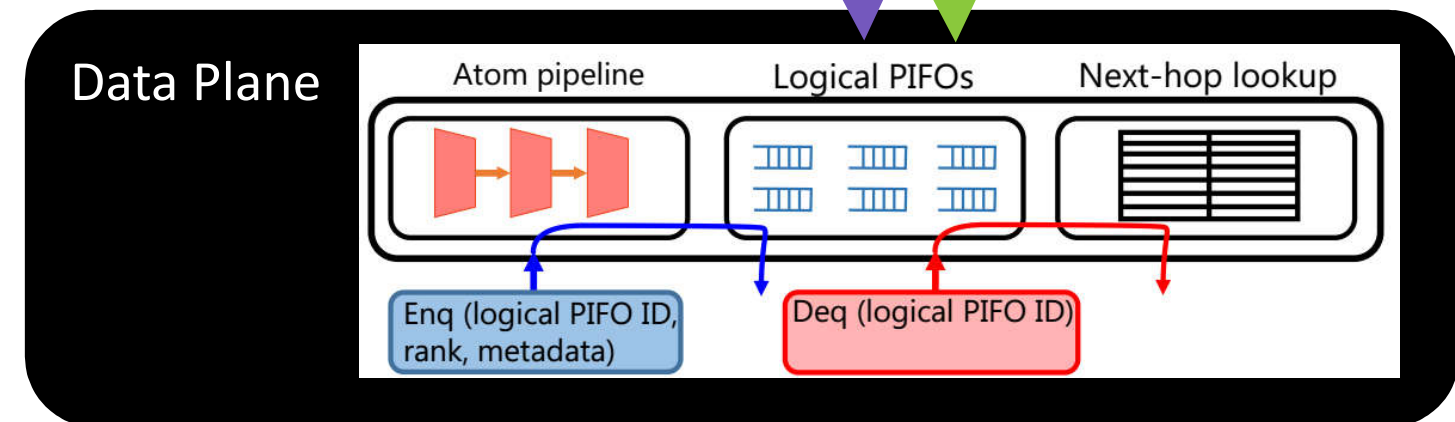 Data Plane
Atom pipeline
Logical PIFOs
Next-hop lookup
Enq (logical PIFO ID,
rank, metadata)
Deq (logical PIFO ID)